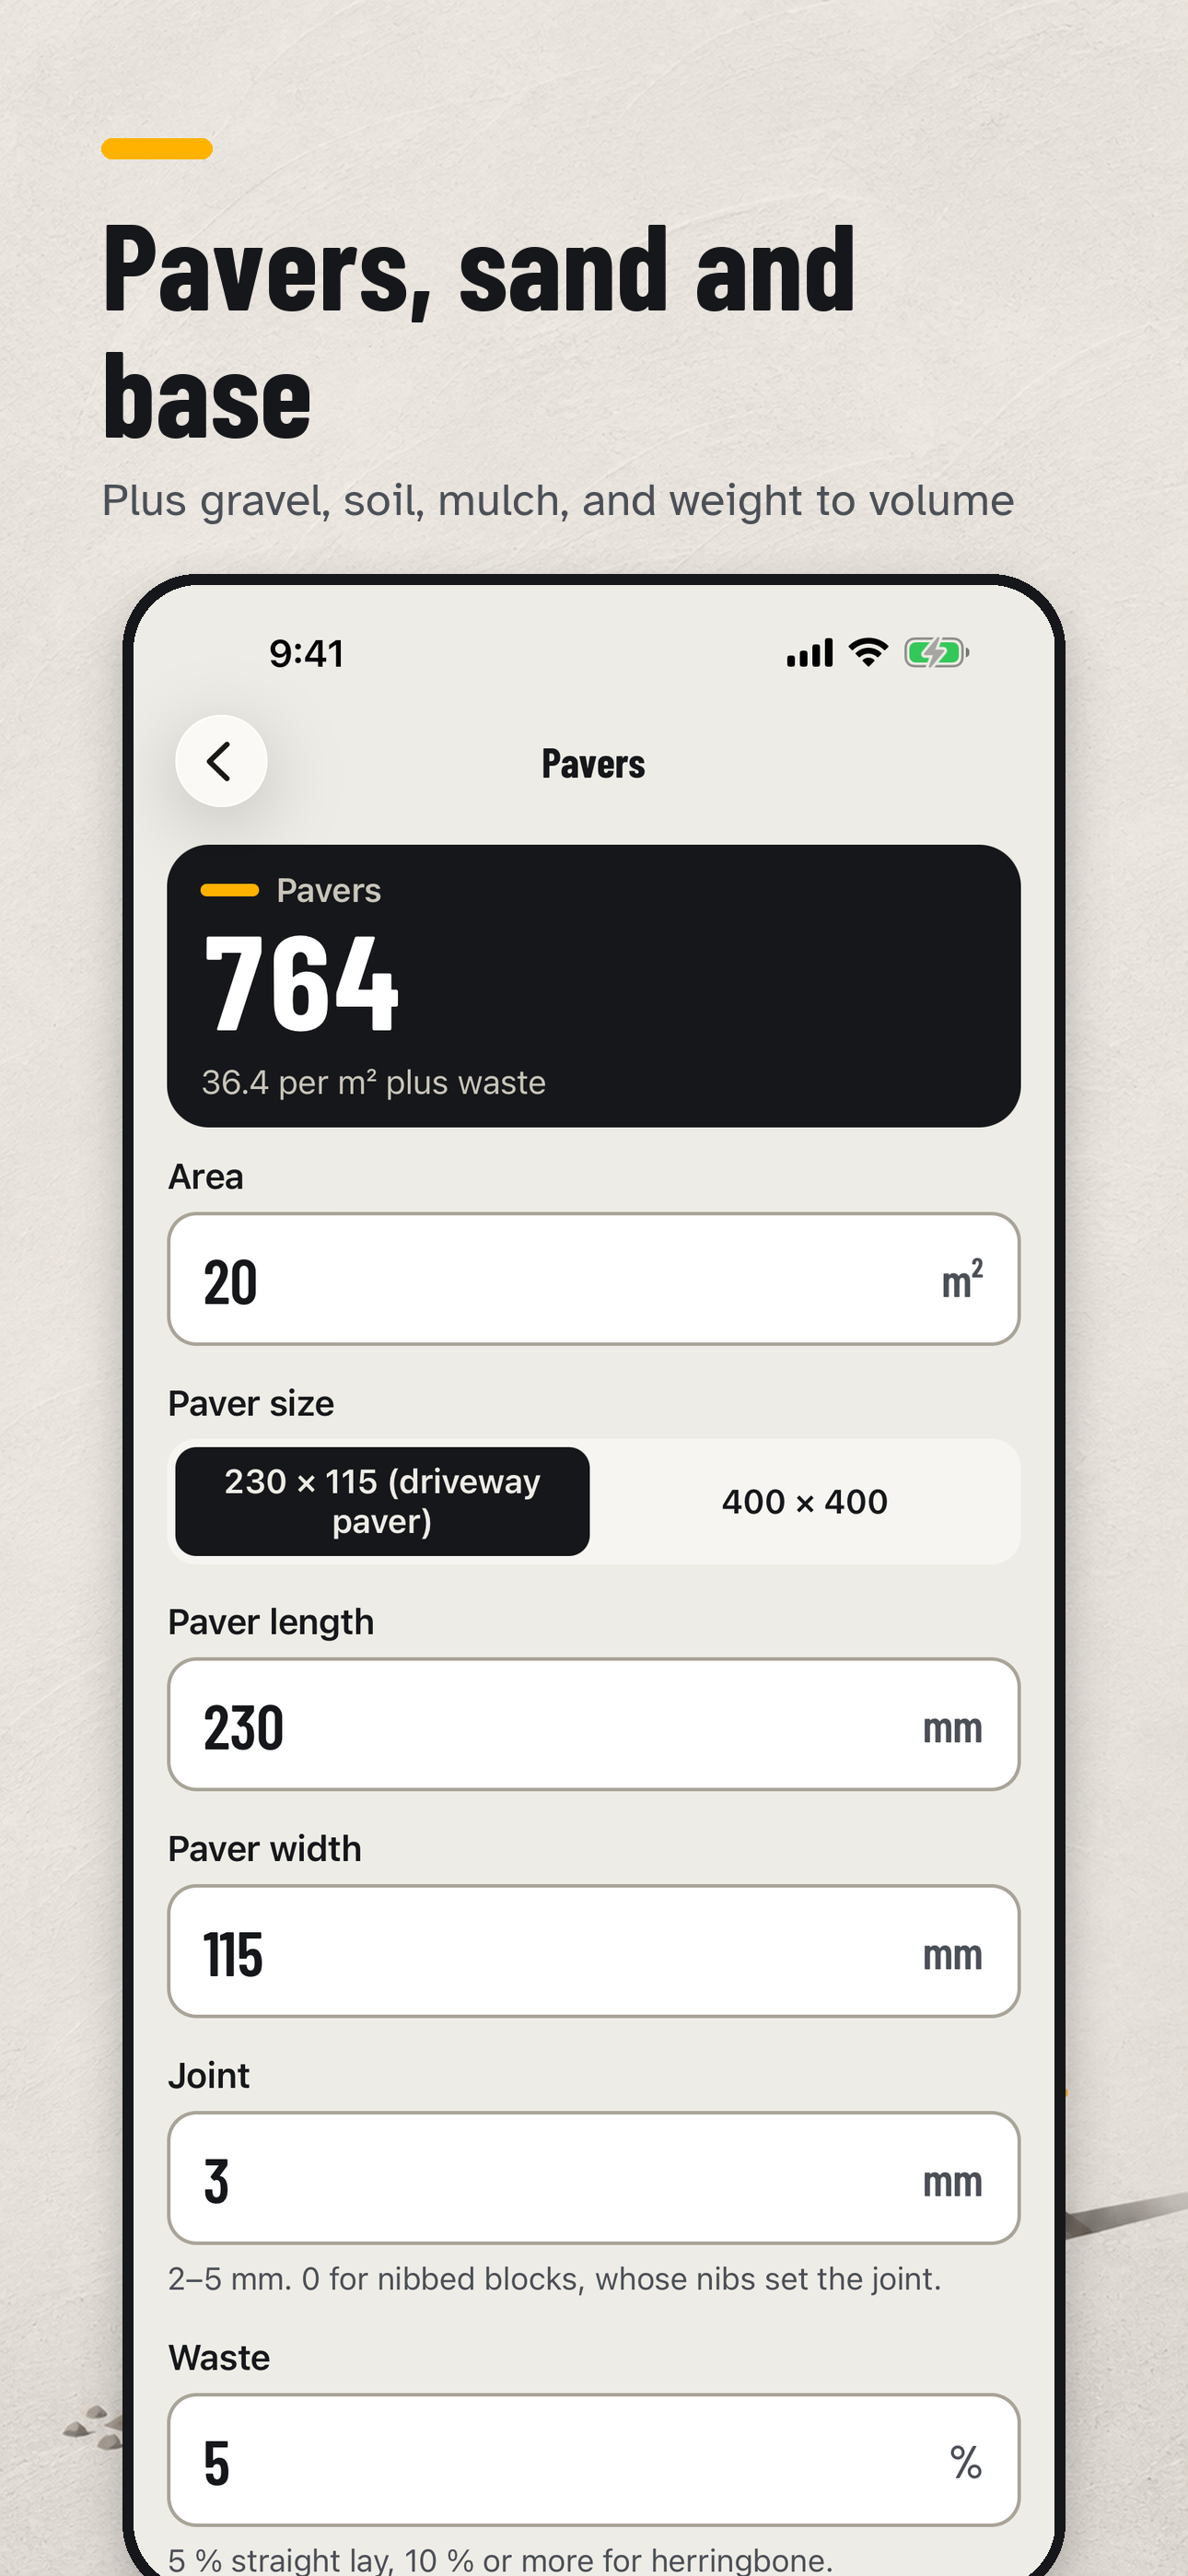 Pavers, sand and
base
Plus gravel, soil, mulch, and weight to volume
9:41
Pavers
Pavers
764
36.4 per m² plus waste
Area
20 m²
Paver size
230 × 115 (driveway
paver)
400 × 400
Paver length
230 mm
Paver width
115 mm
Joint
3 mm
2–5 mm. 0 for nibbed blocks, whose nibs set the joint.
Waste
5 %
5 % straight lay, 10 % or more for herringbone.